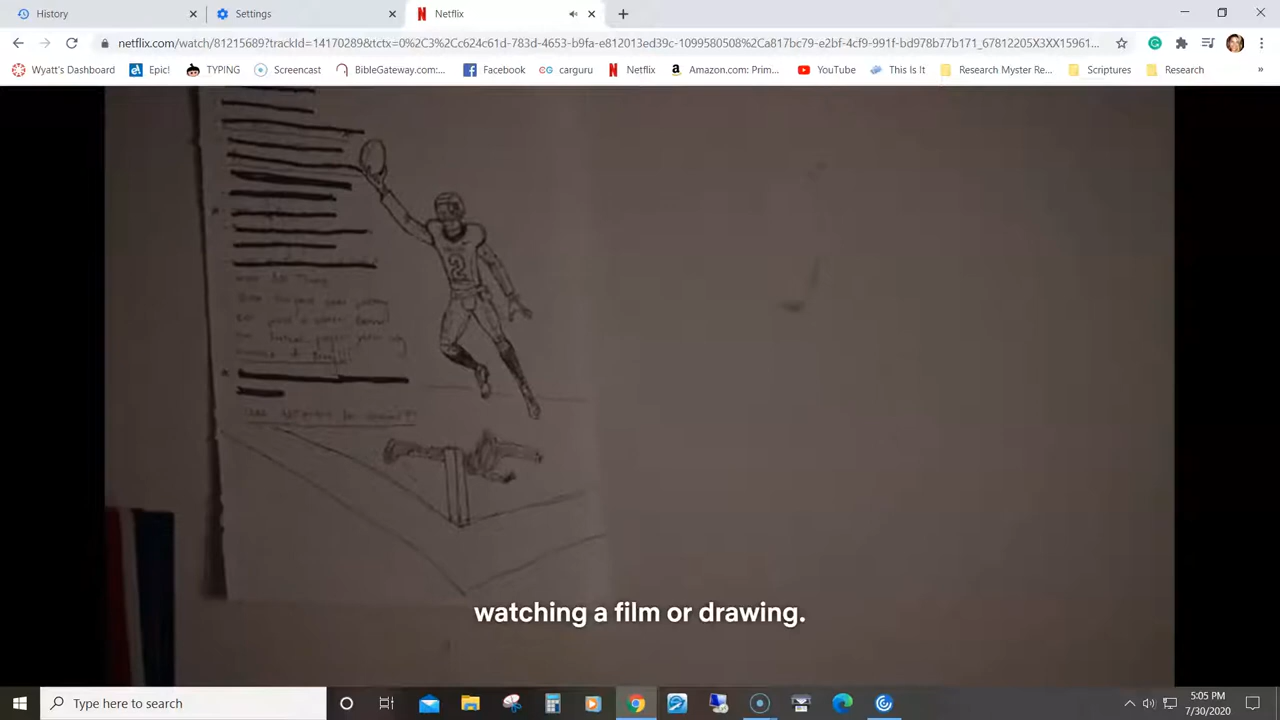 History
Settings
Netflix
netflix.com/watch/81215689?trackId=14170289&tctx=0%2C3%2Cc624c61d-783d-4653-b9fa-e812013ed39c-1099580508%2Ca817bc79-e2bf-4cf9-991f-bd978b77b171_67812205X3XX15961...
Wyatt's Dashboard
Epic!
TYPING
Screencast
BibleGateway.com:...
Facebook
carguru
Netflix
Amazon.com: Prim...
YouTube
This Is It
Research Myster Re...
Scriptures
Research
»
2
watching a film or drawing.
Type here to search
5:05 PM
7/30/2020